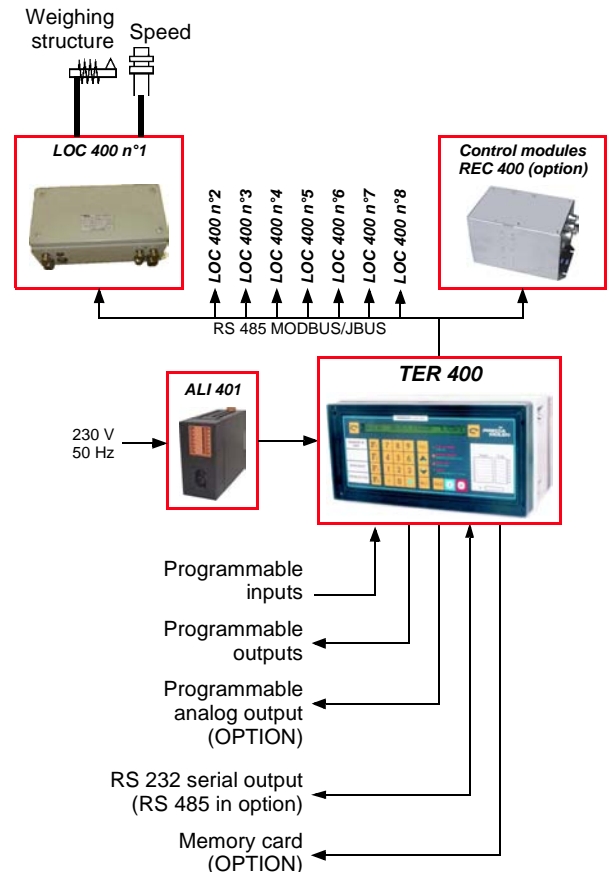 Weighing
structure
Speed
LOC 400 n°1
LOC 400 n°2
LOC 400 n°3
LOC 400 n°4
LOC 400 n°5
LOC 400 n°6
LOC 400 n°7
LOC 400 n°8
Control modules
REC 400 (option)
RS 485 MODBUS/JBUS
ALI 401
TER 400
230 V
50 Hz
Programmable
inputs
Programmable
outputs
Programmable
analog output
(OPTION)
RS 232 serial output
(RS 485 in option)
Memory card
(OPTION)